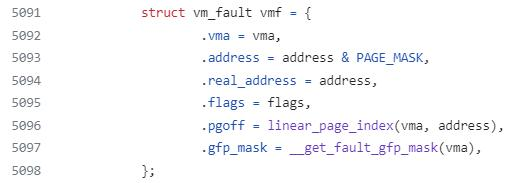 5091 struct vm_fault vmf = {
5092 .vma = vma,
5093 .address = address & PAGE_MASK,
5094 .real_address = address,
5095 .flags = flags,
5096 .pgoff = linear_page_index(vma, address),
5097 .gfp_mask = __get_fault_gfp_mask(vma),
5098 };